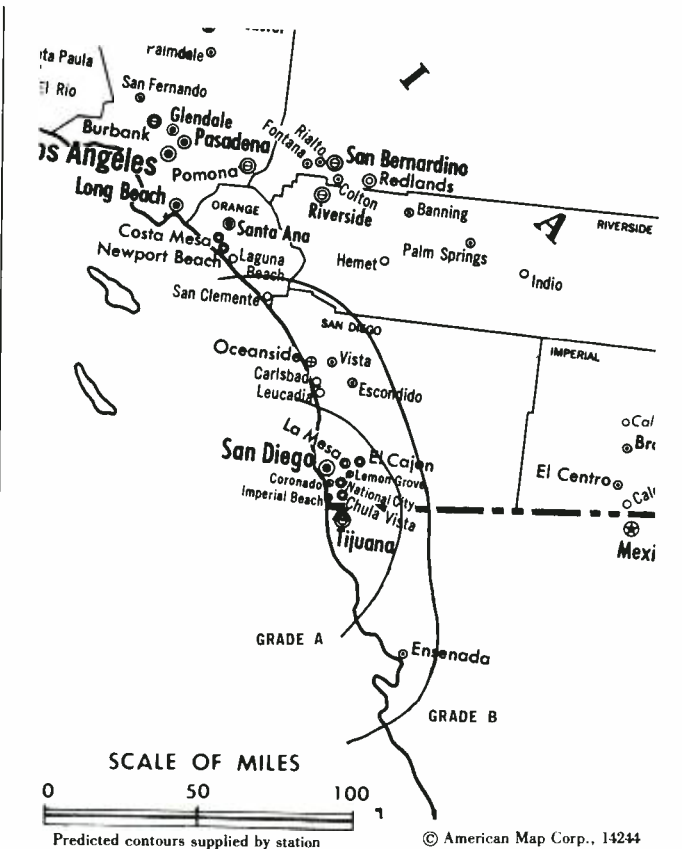 Palmdale
ta Paula
El Rio
San Fernando
Glendale
Burbank
Pasadena
os Angeles
Pomona
Fontana
Rialto
San Bernardino
Colton
Redlands
Long Beach
ORANGE
Riverside
Banning
RIVERSIDE
I
A
Santa Ana
Costa Mesa
Newport Beach
Laguna
Beach
Hemet
Palm Springs
Indio
San Clemente
SAN DIEGO
IMPERIAL
Oceanside
Vista
Carlsbad
Leucadia
Escondido
La Mesa
El Cajon
San Diego
Lemon Grove
Coronado
National City
Imperial Beach
Chula Vista
Tijuana
Cal
Br
El Centro
Cal
Mexi
GRADE A
Ensenada
GRADE B
SCALE OF MILES
0 50 100
Predicted contours supplied by station
© American Map Corp., 14244